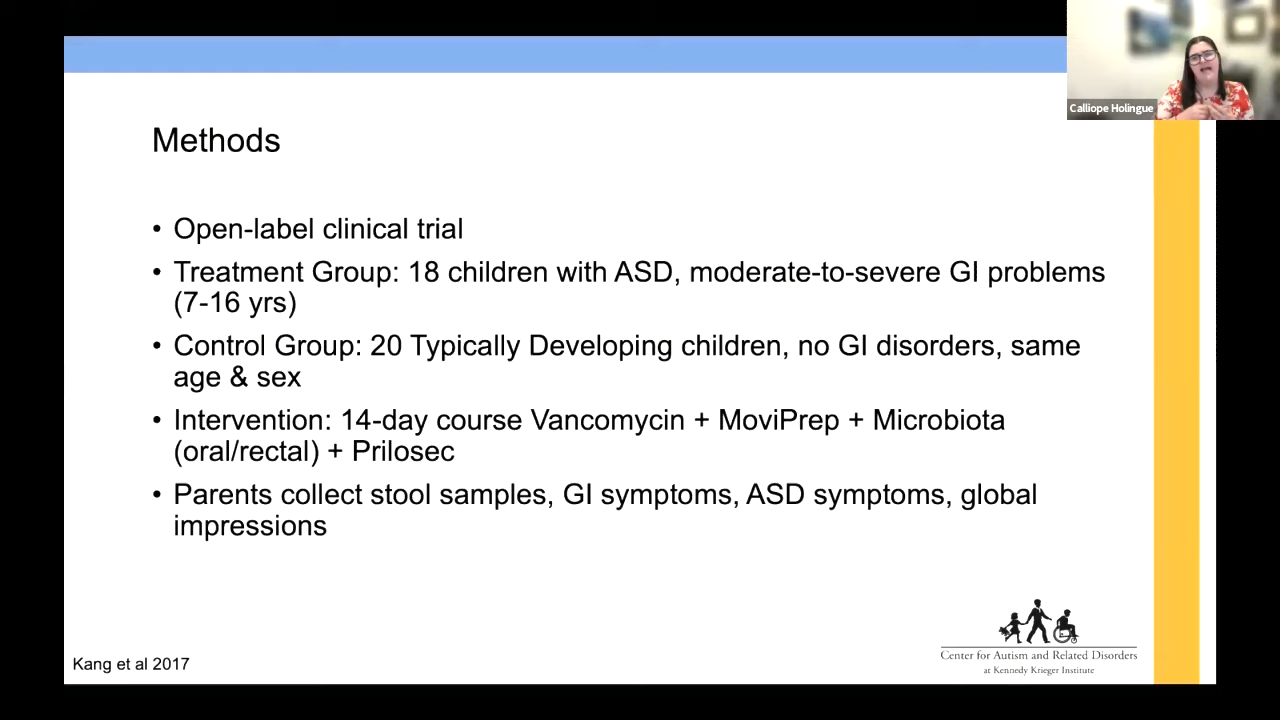 Calliope Holingue
Methods
• Open-label clinical trial
• Treatment Group: 18 children with ASD, moderate-to-severe GI problems
(7-16 yrs)
• Control Group: 20 Typically Developing children, no GI disorders, same
age & sex
• Intervention: 14-day course Vancomycin + MoviPrep + Microbiota
(oral/rectal) + Prilosec
• Parents collect stool samples, GI symptoms, ASD symptoms, global
impressions
Center for Autism and Related Disorders
at Kennedy Krieger Institute
Kang et al 2017